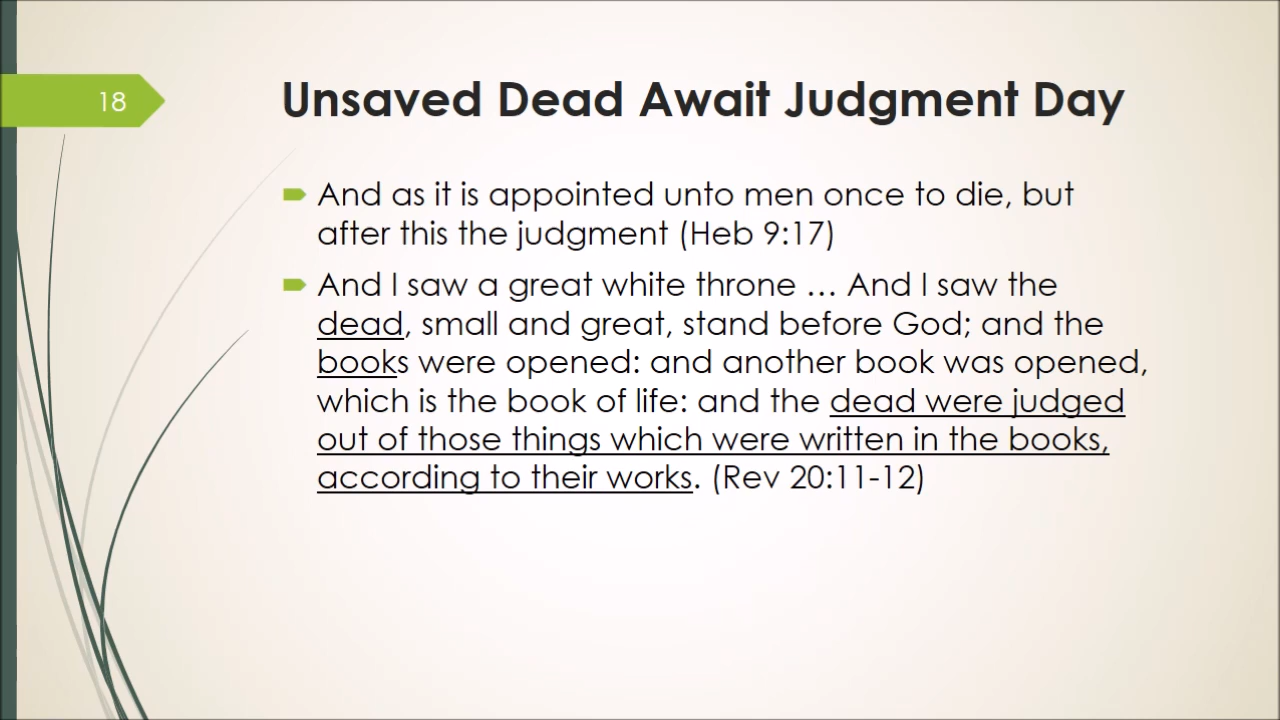 18
Unsaved Dead Await Judgment Day
And as it is appointed unto men once to die, but
after this the judgment (Heb 9:17)
And I saw a great white throne … And I saw the
dead, small and great, stand before God; and the
books were opened: and another book was opened,
which is the book of life: and the dead were judged
out of those things which were written in the books,
according to their works. (Rev 20:11-12)